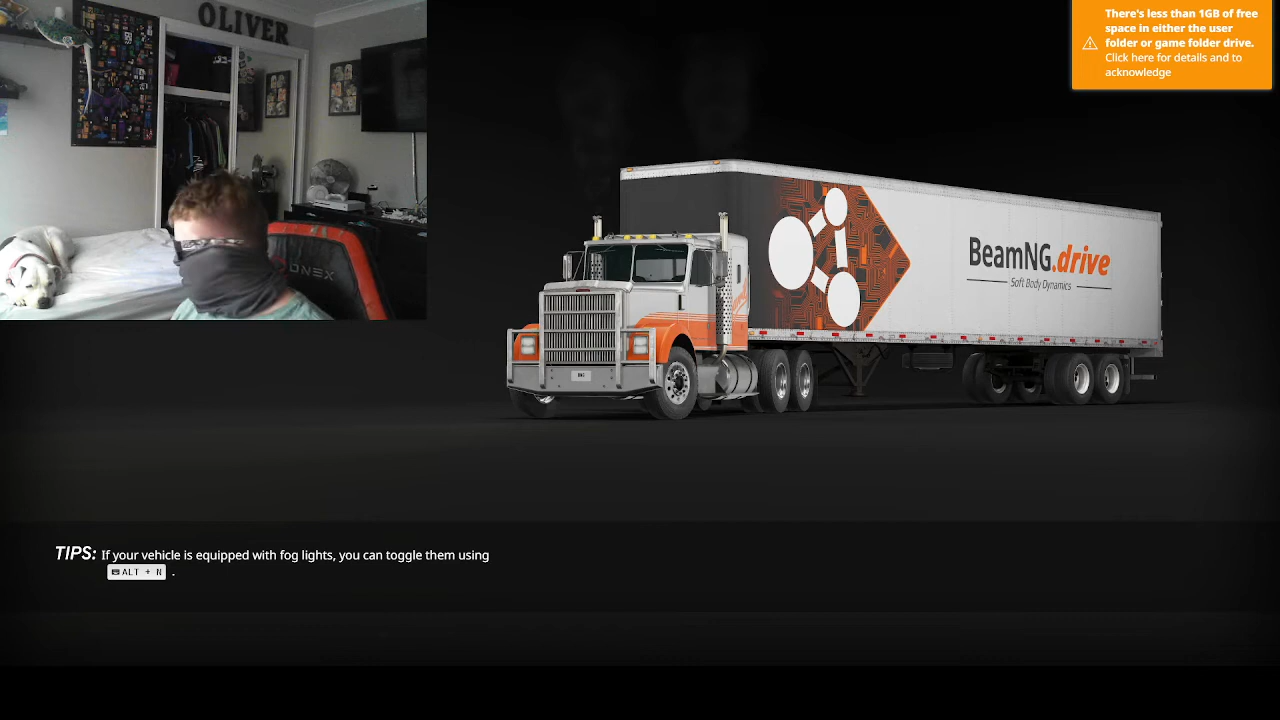 OLIVER
ONEX
There's less than 1GB of free
space in either the user
folder or game folder drive.
Click here for details and to
acknowledge
BeamNG.drive
Soft Body Dynamics
TIPS: If your vehicle is equipped with fog lights, you can toggle them using
ALT + N .